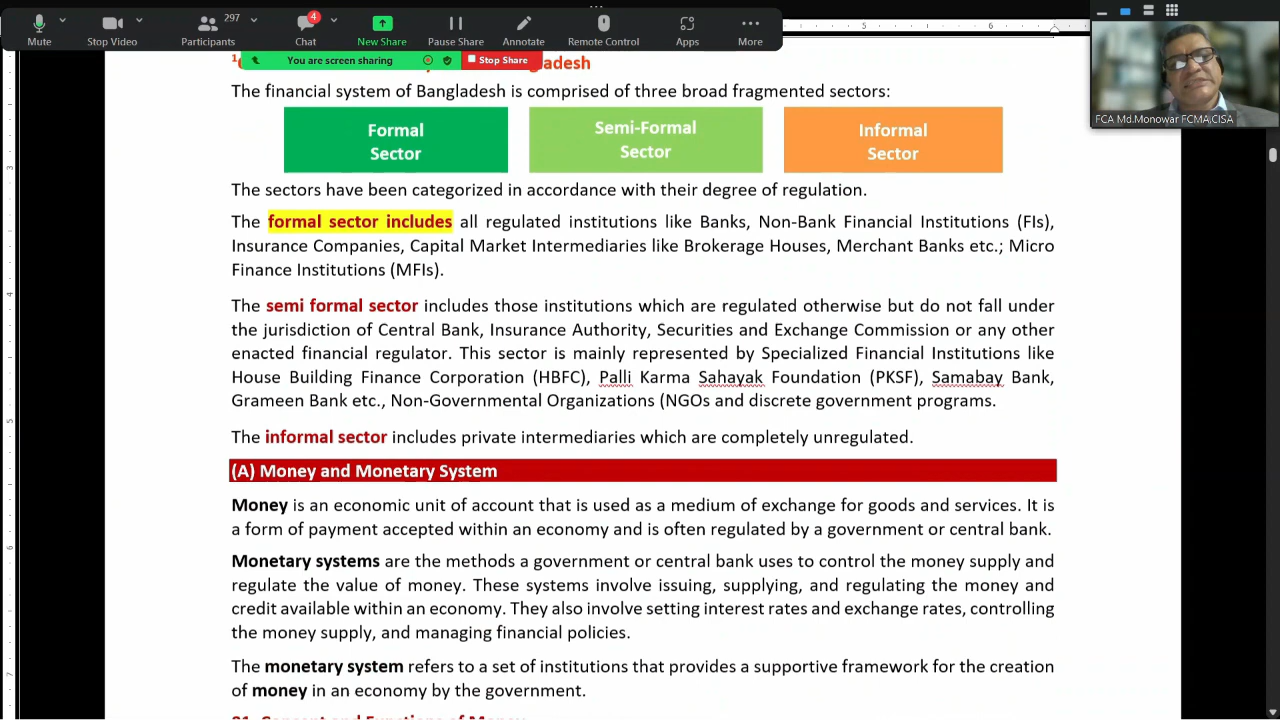 297
4
Mute
Stop Video
Participants
Chat
New Share
Pause Share
Annotate
Remote Control
Apps
More
5
6
You are screen sharing
Stop Share
FCA Md.Monowar FCMA,CISA
The financial system of Bangladesh is comprised of three broad fragmented sectors:
Formal
Sector
Semi-Formal
Sector
Informal
Sector
3
The sectors have been categorized in accordance with their degree of regulation.
The formal sector includes all regulated institutions like Banks, Non-Bank Financial Institutions (FIs),
Insurance Companies, Capital Market Intermediaries like Brokerage Houses, Merchant Banks etc.; Micro
Finance Institutions (MFIs).
4
The semi formal sector includes those institutions which are regulated otherwise but do not fall under
the jurisdiction of Central Bank, Insurance Authority, Securities and Exchange Commission or any other
enacted financial regulator. This sector is mainly represented by Specialized Financial Institutions like
House Building Finance Corporation (HBFC), Palli Karma Sahayak Foundation (PKSF), Samabay Bank,
Grameen Bank etc., Non-Governmental Organizations (NGOs and discrete government programs.
5
The informal sector includes private intermediaries which are completely unregulated.
(A) Money and Monetary System
Money is an economic unit of account that is used as a medium of exchange for goods and services. It is
a form of payment accepted within an economy and is often regulated by a government or central bank.
6
Monetary systems are the methods a government or central bank uses to control the money supply and
regulate the value of money. These systems involve issuing, supplying, and regulating the money and
credit available within an economy. They also involve setting interest rates and exchange rates, controlling
the money supply, and managing financial policies.
The monetary system refers to a set of institutions that provides a supportive framework for the creation
7
of money in an economy by the government.